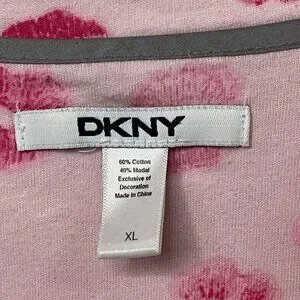 DKNY
60% Cotton
40% Modal
Exclusive of
Decoration
Made in China
XL